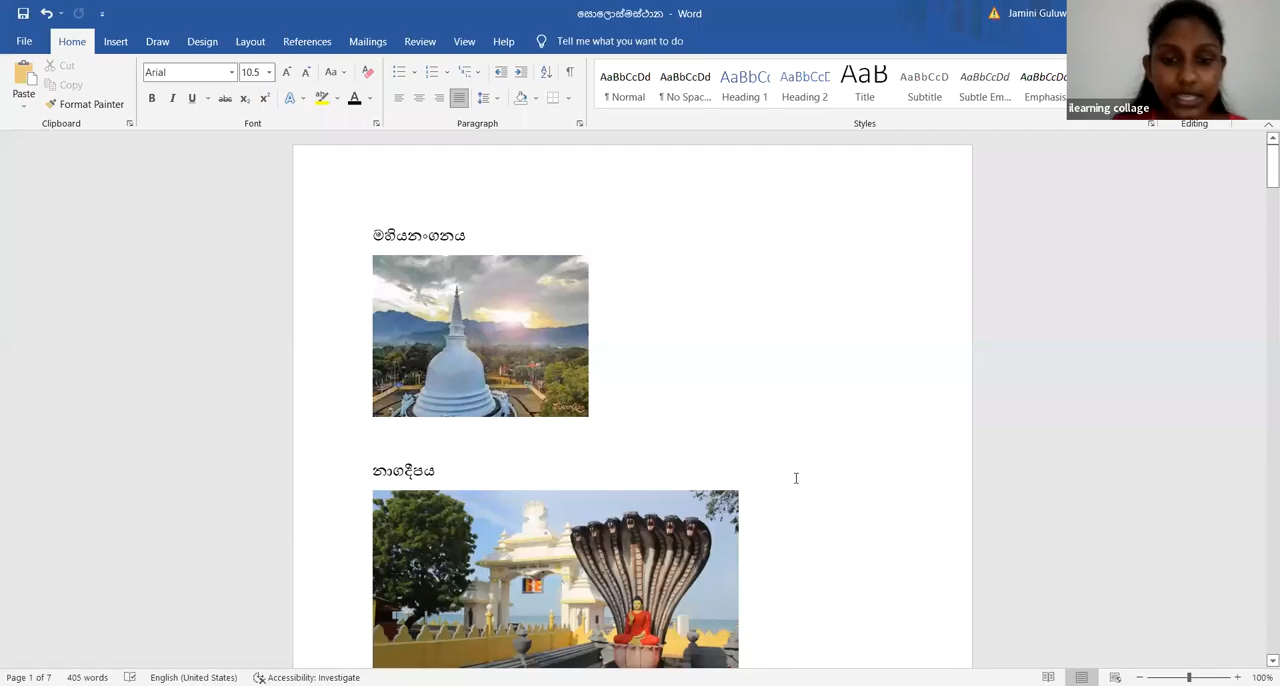 සොලොස්මස්ථාන - Word
Jamini Guluw
File Home Insert Draw Design Layout References Mailings Review View Help Tell me what you want to do
Paste
Cut
Copy
Format Painter
Arial 10.5
AaBbCcDd AaBbCcDd AaBbCc AaBbCcD AaB AaBbCcD AaBbCcDd AaBbCcDd
¶ Normal ¶ No Spac... Heading 1 Heading 2 Title Subtitle Subtle Em... Emphasis
ilearning collage
Clipboard Font Paragraph Styles Editing
මහියනංගනය
නාගදීපය
Page 1 of 7 405 words English (United States) Accessibility: Investigate 100%